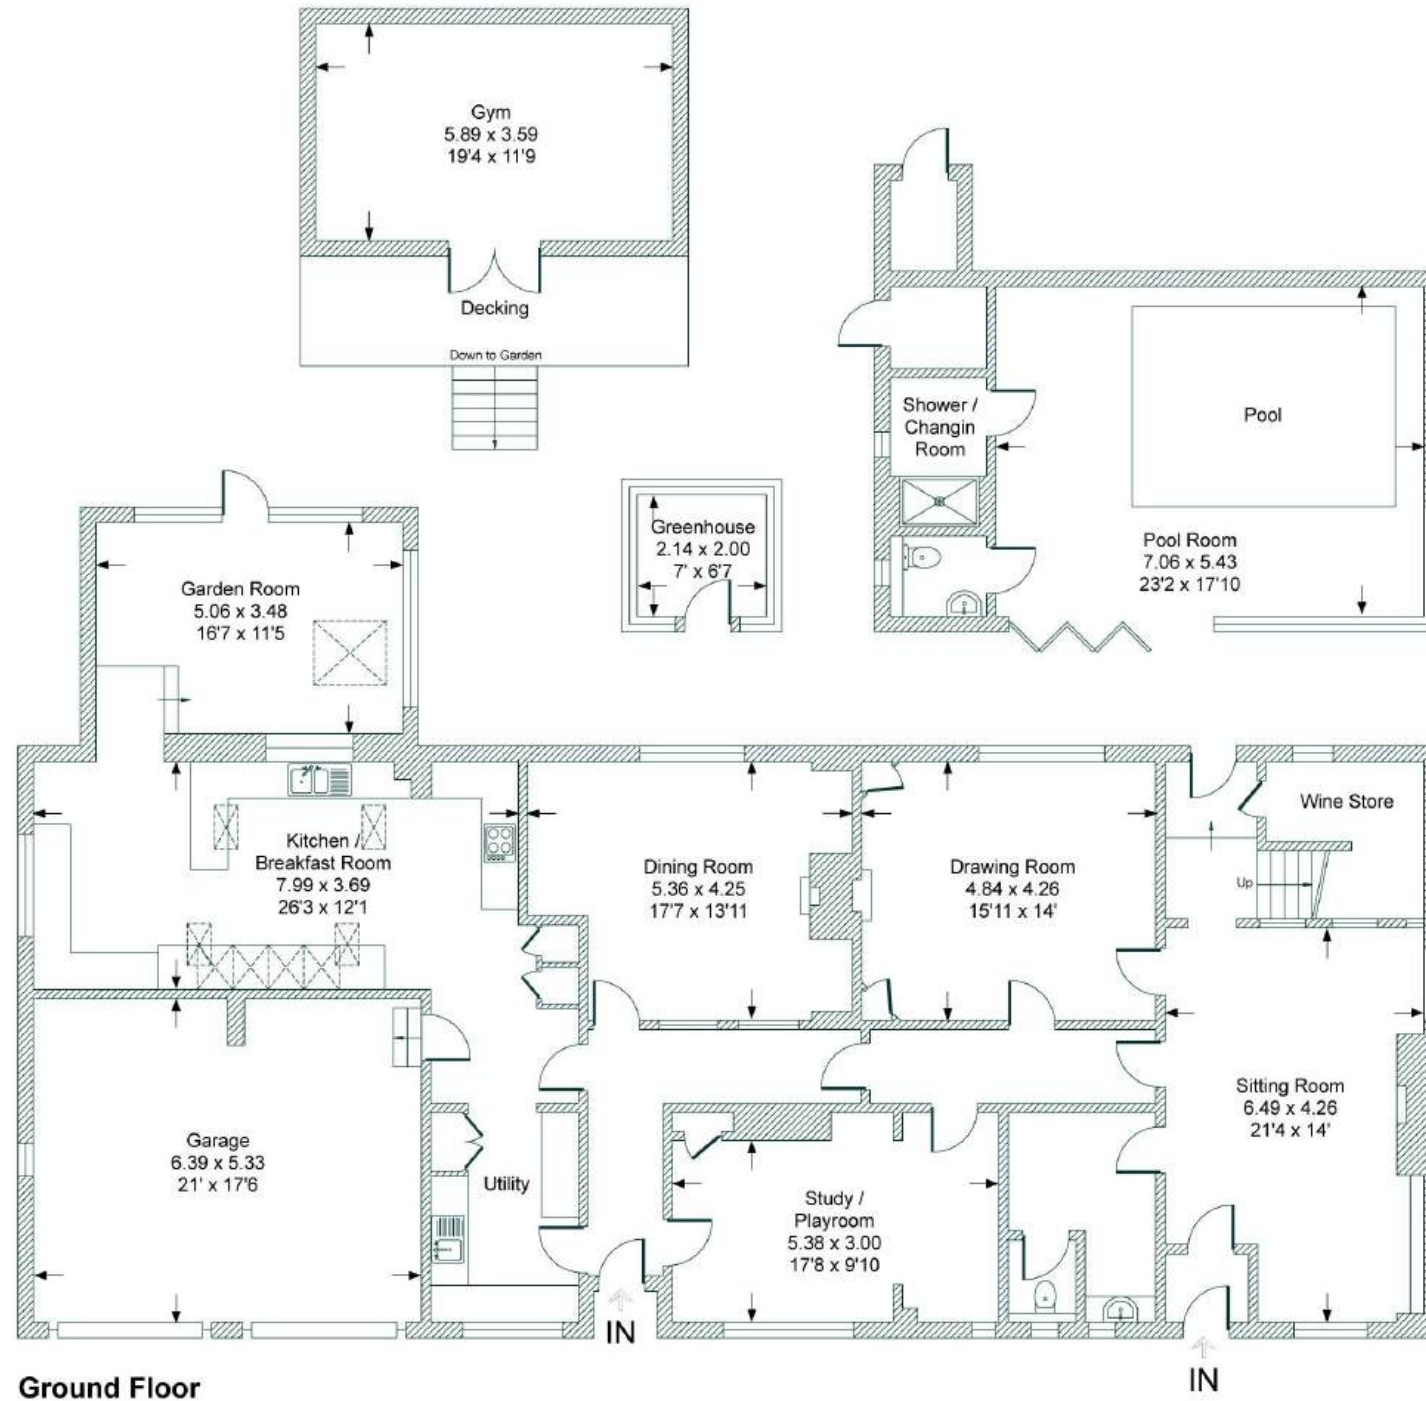 Gym
5.89 x 3.59
19'4 x 11'9
Decking
Down to Garden
Shower /
Changin
Room
Pool
Pool Room
7.06 x 5.43
23'2 x 17'10
Greenhouse
2.14 x 2.00
7' x 6'7
Garden Room
5.06 x 3.48
16'7 x 11'5
Kitchen /
Breakfast Room
7.99 x 3.69
26'3 x 12'1
Dining Room
5.36 x 4.25
17'7 x 13'11
Drawing Room
4.84 x 4.26
15'11 x 14'
Wine Store
Up
Sitting Room
6.49 x 4.26
21'4 x 14'
Garage
6.39 x 5.33
21' x 17'6
Utility
Study /
Playroom
5.38 x 3.00
17'8 x 9'10
IN
IN
Ground Floor